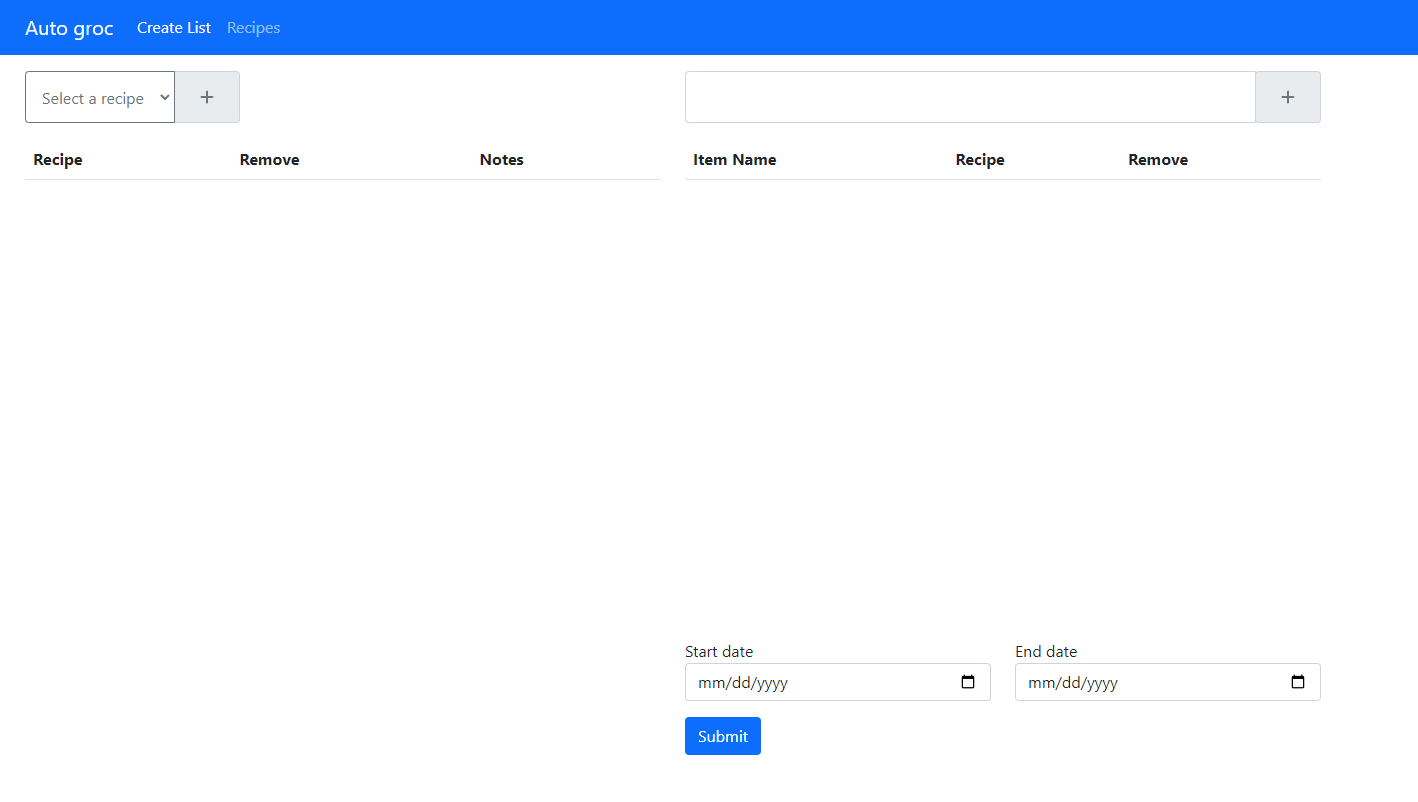 Auto groc Create List Recipes
Select a recipe +
+
Recipe Remove Notes
Item Name Recipe Remove
Start date End date
mm/dd/yyyy mm/dd/yyyy
Submit